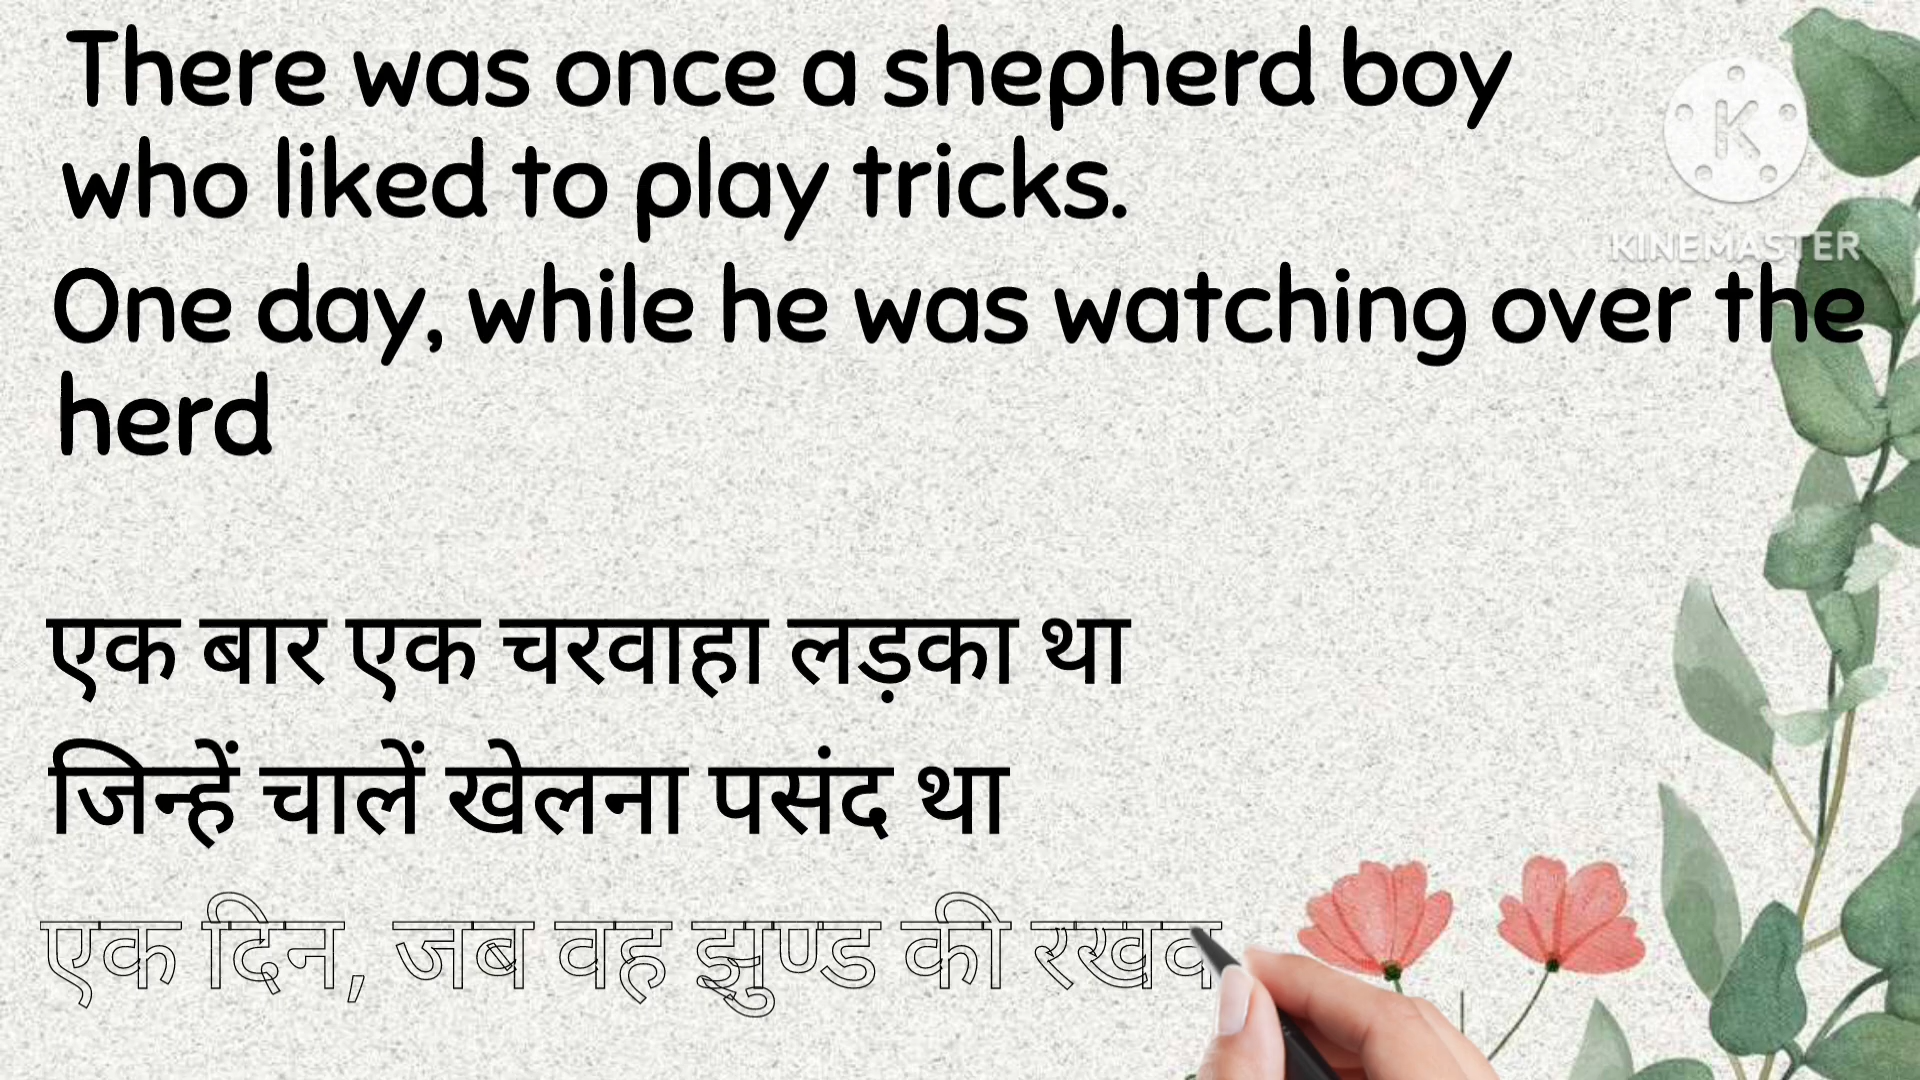 There was once a shepherd boy
who liked to play tricks.
KINEMASTER
One day, while he was watching over the
herd
एक बार एक चरवाहा लड़का था
जिन्हें चालें खेलना पसंद था
एक दिन, जब वह झुण्ड की रखव